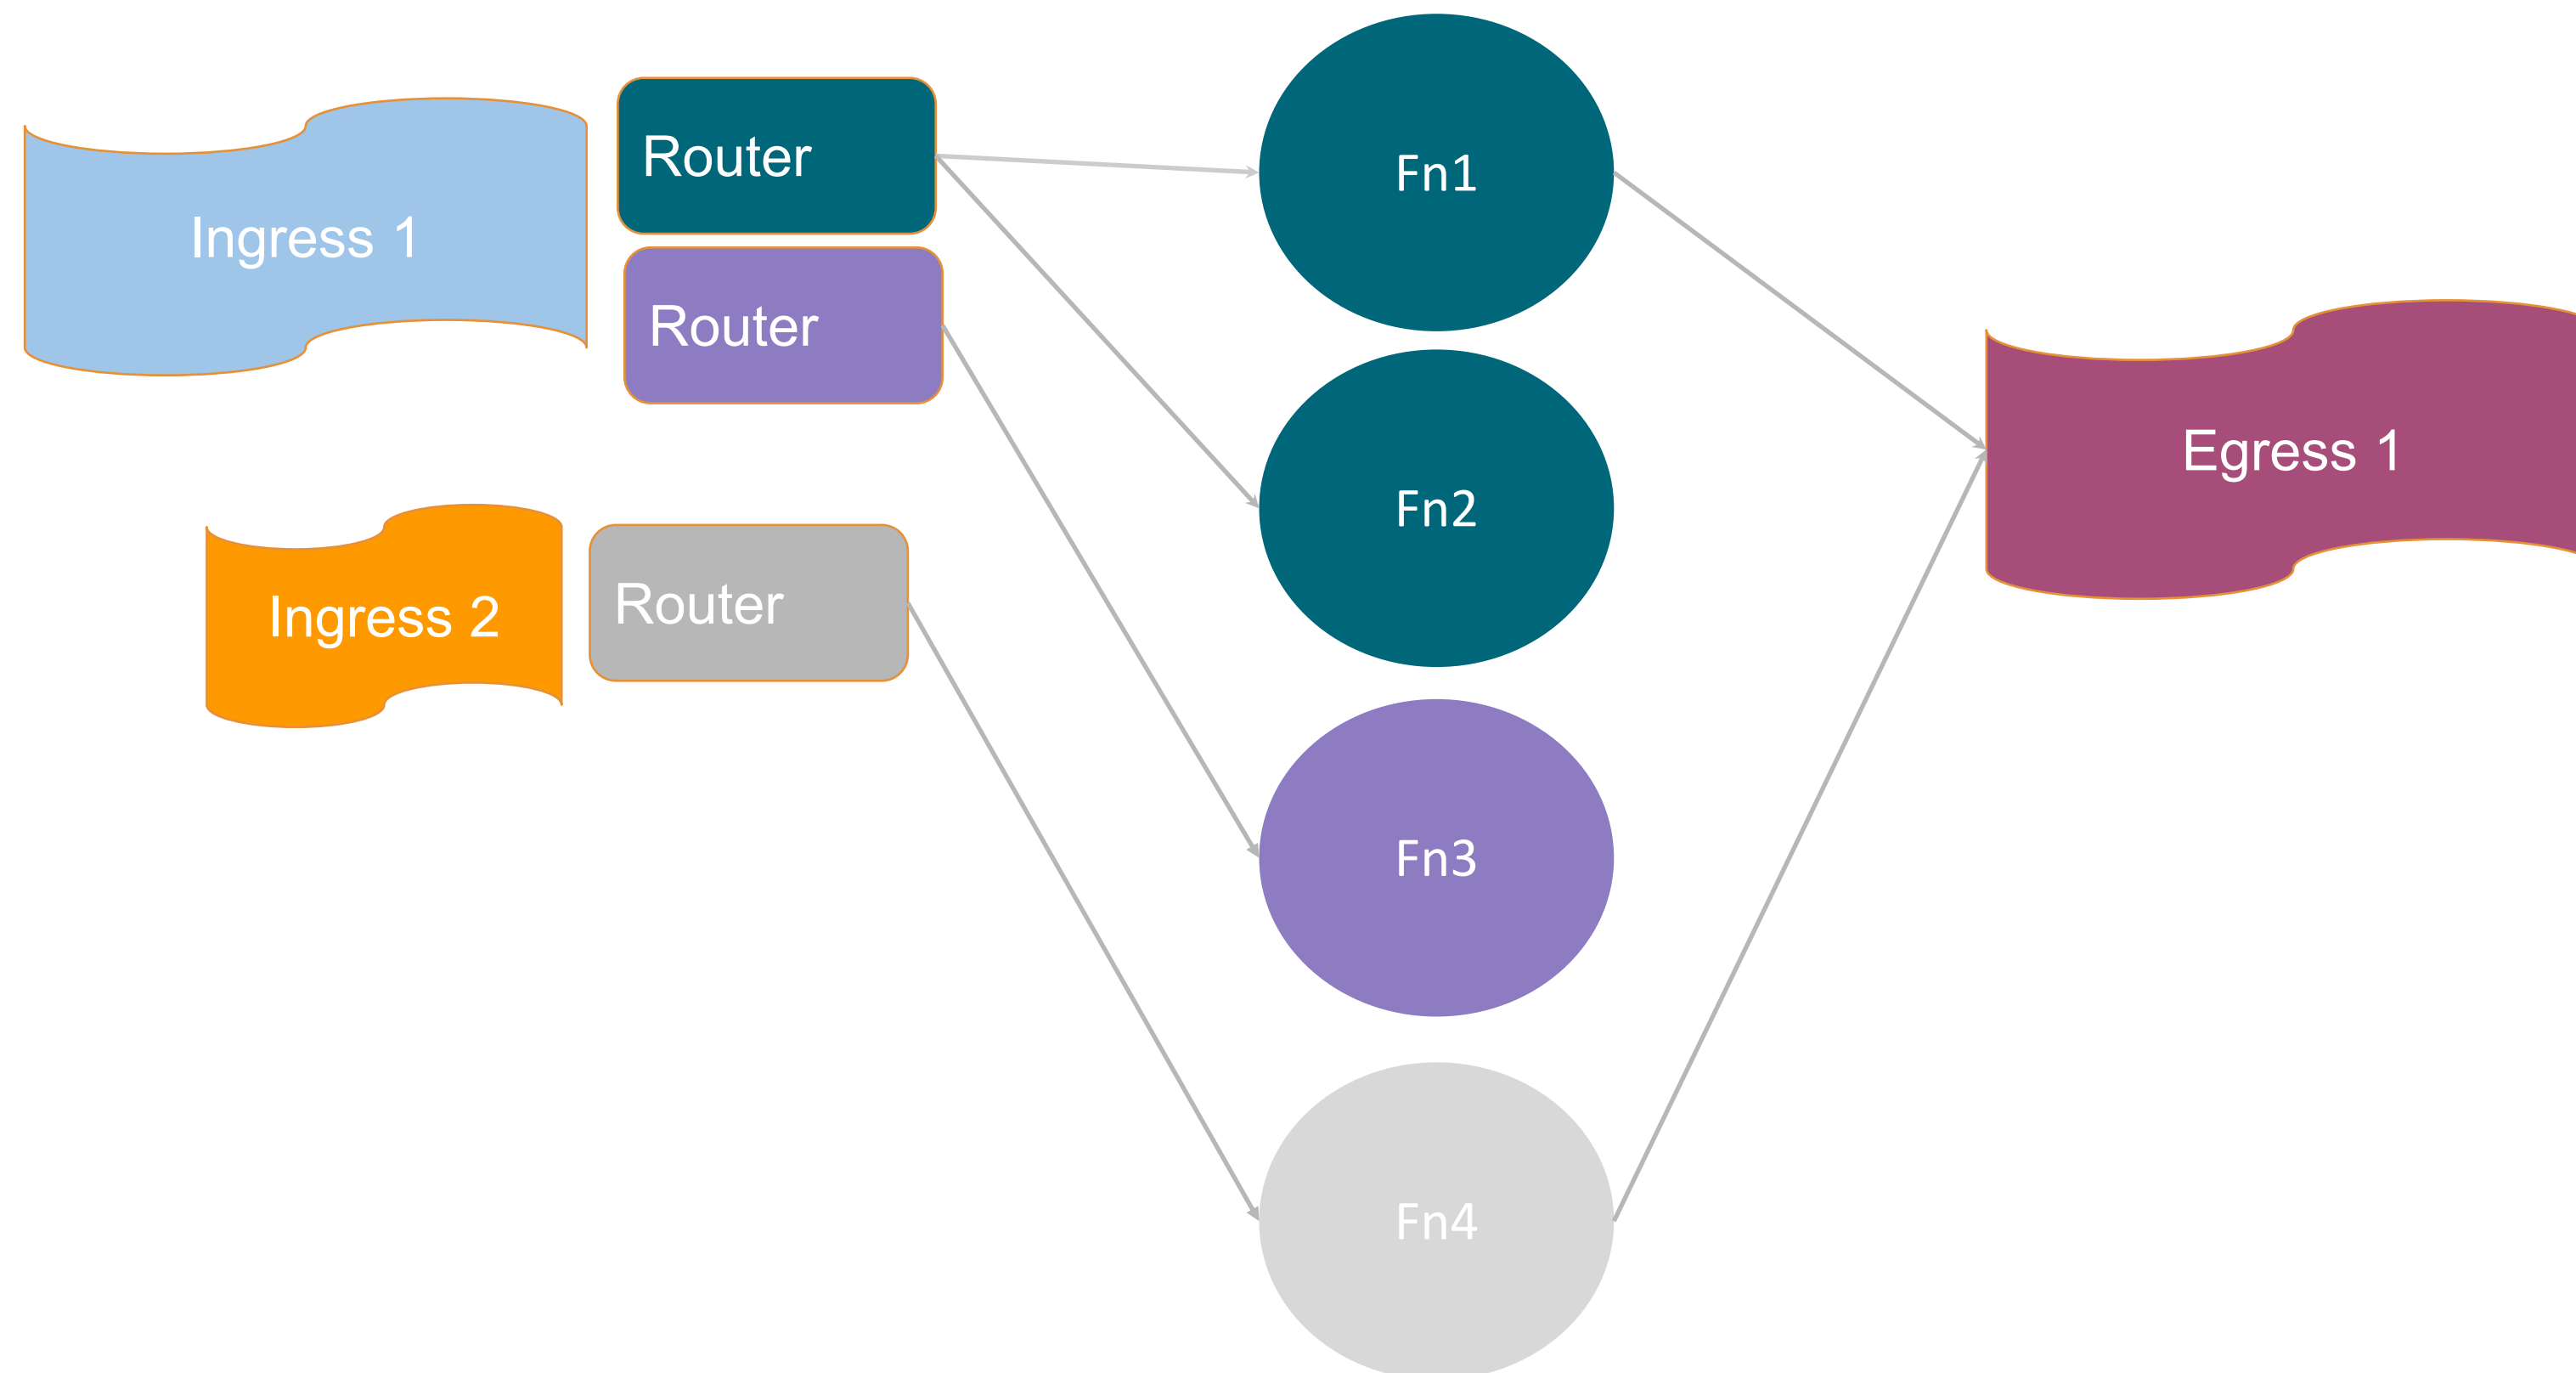 Ingress 1
Router
Router
Ingress 2
Router
Fn1
Fn2
Fn3
Fn4
Egress 1